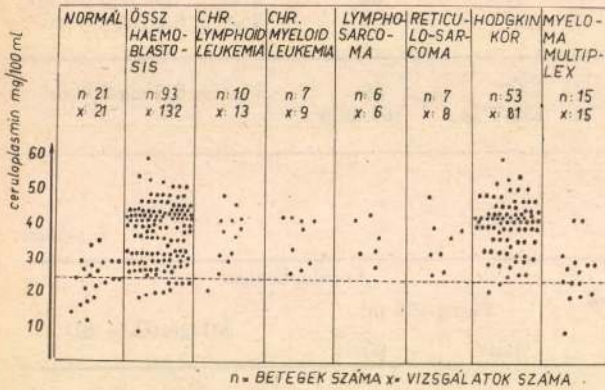 NORMÁL
n: 21
x: 21
ÖSSZ
HAEMO-
BLASTO-
SIS
n: 93
x: 132
CHR.
LYMPHOID
LEUKEMIA
n: 10
x: 13
CHR.
MYELOID
LEUKEMIA
n: 7
x: 9
LYMPHO-
SARCO-
MA
n: 6
x: 6
RETICU-
LO-SAR-
COMA
n: 7
x: 8
HODGKIN
KÓR
n: 53
x: 81
MYELO-
MA
MULTIP-
LEX
n: 15
x: 15
ceruloplasmin mg/100ml
60
50
40
30
20
10
n= BETEGEK SZÁMA x= VIZSGÁLATOK SZÁMA